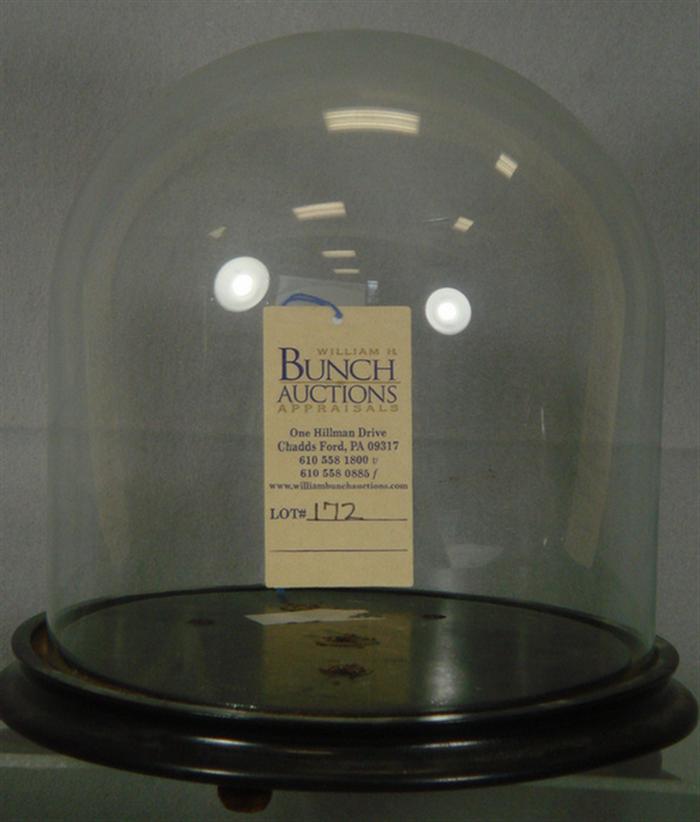 WILLIAM H.
BUNCH
AUCTIONS
APPRAISALS
One Hillman Drive
Chadds Ford, PA 09317
610 558 1800 v
610 558 0885 f
www.williambunchauctions.com
LOT# 172